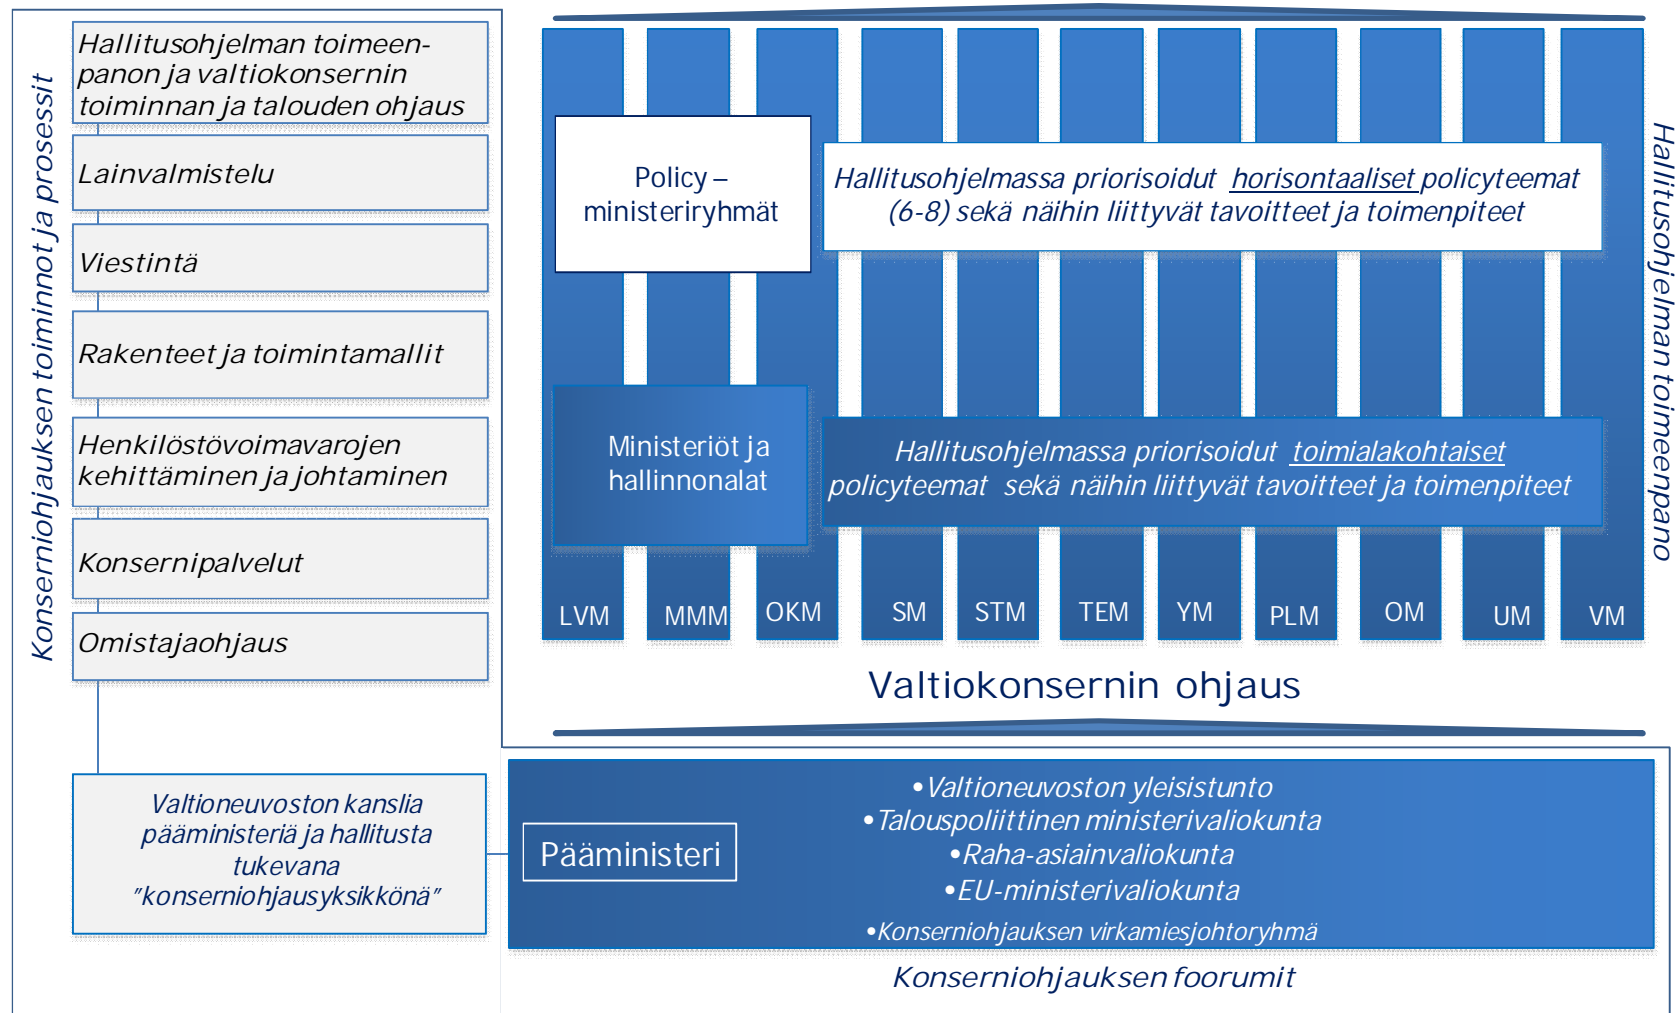 Konserniohjauksen toiminnot ja prosessit
Hallitusohjelman toimeen-
panon ja valtiokonsernin
toiminnan ja talouden ohjaus
Lainvalmistelu
Viestintä
Rakenteet ja toimintamallit
Henkilöstövoimavarojen
kehittäminen ja johtaminen
Konsernipalvelut
Omistajaohjaus
Valtioneuvoston kanslia
pääministeriä ja hallitusta
tukevana
"konserniohjausyksikkönä"
Policy –
ministeriryhmät
Hallitusohjelmassa priorisoidut horisontaaliset policyteemat
(6-8) sekä näihin liittyvät tavoitteet ja toimenpiteet
Ministeriöt ja
hallinnonalat
Hallitusohjelmassa priorisoidut toimialakohtaiset
policyteemat sekä näihin liittyvät tavoitteet ja toimenpiteet
LVM MMM OKM SM STM TEM YM PLM OM UM VM
Hallitusohjelman toimeenpano
Valtiokonsernin ohjaus
Pääministeri
•Valtioneuvoston yleisistunto
•Talouspoliittinen ministerivaliokunta
•Raha-asiainvaliokunta
•EU-ministerivaliokunta
•Konserniohjauksen virkamiesjohtoryhmä
Konserniohjauksen foorumit